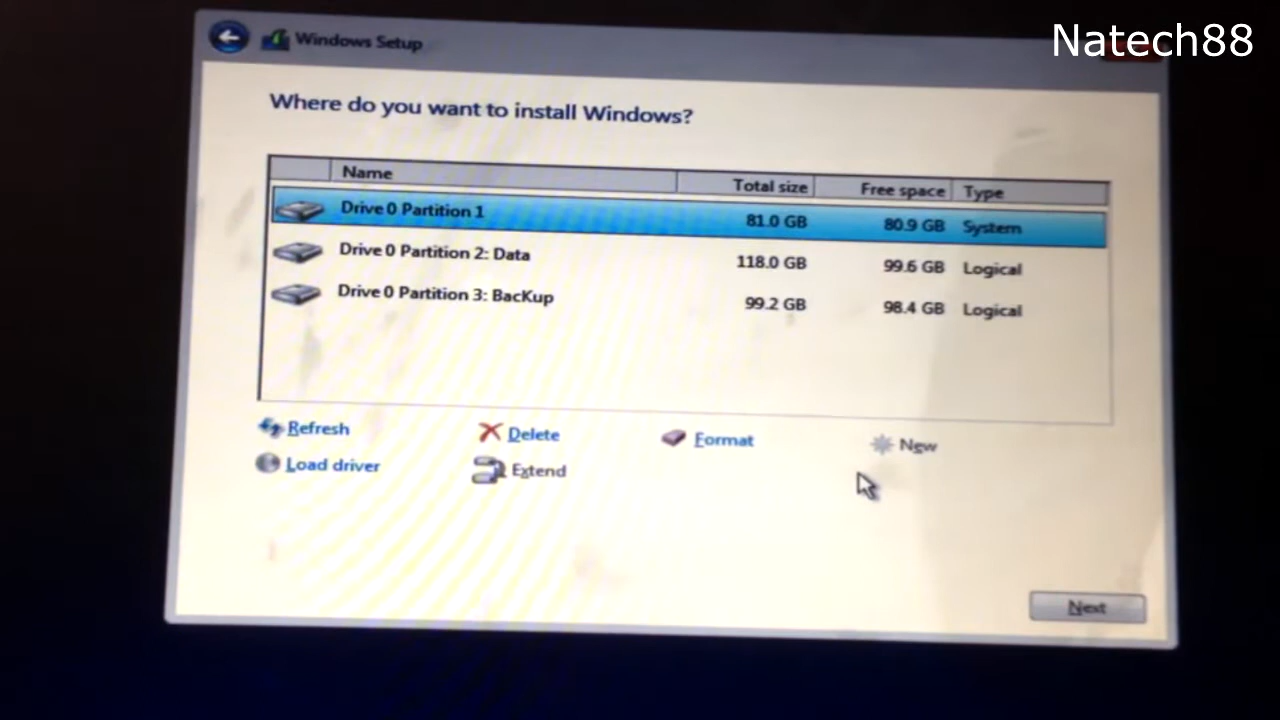 Natech88
Windows Setup
Where do you want to install Windows?
Name Total size Free space Type
Drive 0 Partition 1 81.0 GB 80.9 GB System
Drive 0 Partition 2: Data 118.0 GB 99.6 GB Logical
Drive 0 Partition 3: BacKup 99.2 GB 98.4 GB Logical
Refresh Delete Format New
Load driver Extend
Next